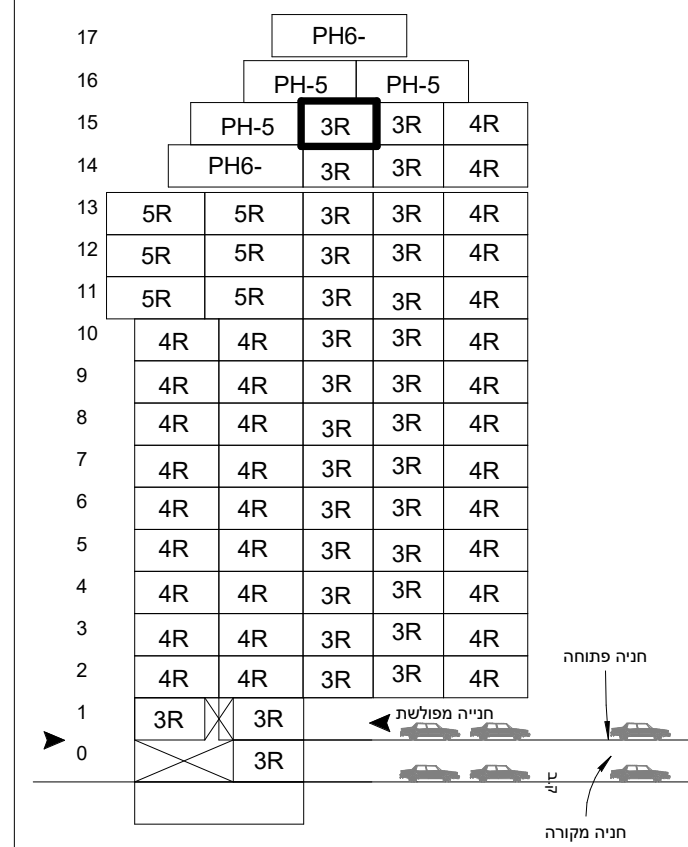 17 PH6-
16 PH-5 PH-5
15 PH-5 3R 3R 4R
14 PH6- 3R 3R 4R
13 5R 5R 3R 3R 4R
12 5R 5R 3R 3R 4R
11 5R 5R 3R 3R 4R
10 4R 4R 3R 3R 4R
9 4R 4R 3R 3R 4R
8 4R 4R 3R 3R 4R
7 4R 4R 3R 3R 4R
6 4R 4R 3R 3R 4R
5 4R 4R 3R 3R 4R
4 4R 4R 3R 3R 4R
3 4R 4R 3R 3R 4R
2 4R 4R 3R 3R 4R
חניה פתוחה
1 3R 3R חנייה מפולשת
0 3R
ק.ב
חניה מקורה